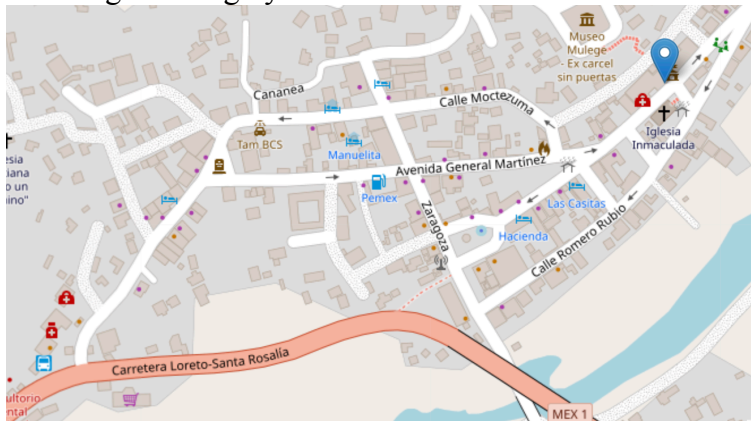 Museo
Mulege
- Ex carcel
sin puertas
Cananea
Calle Moctezuma
Tam BCS
Iglesia
Inmaculada
Manuelita
Avenida General Martínez
Pemex
Zaragoza
Las Casitas
Hacienda
Calle Romero Rubio
Carretera Loreto-Santa Rosalía
MEX 1